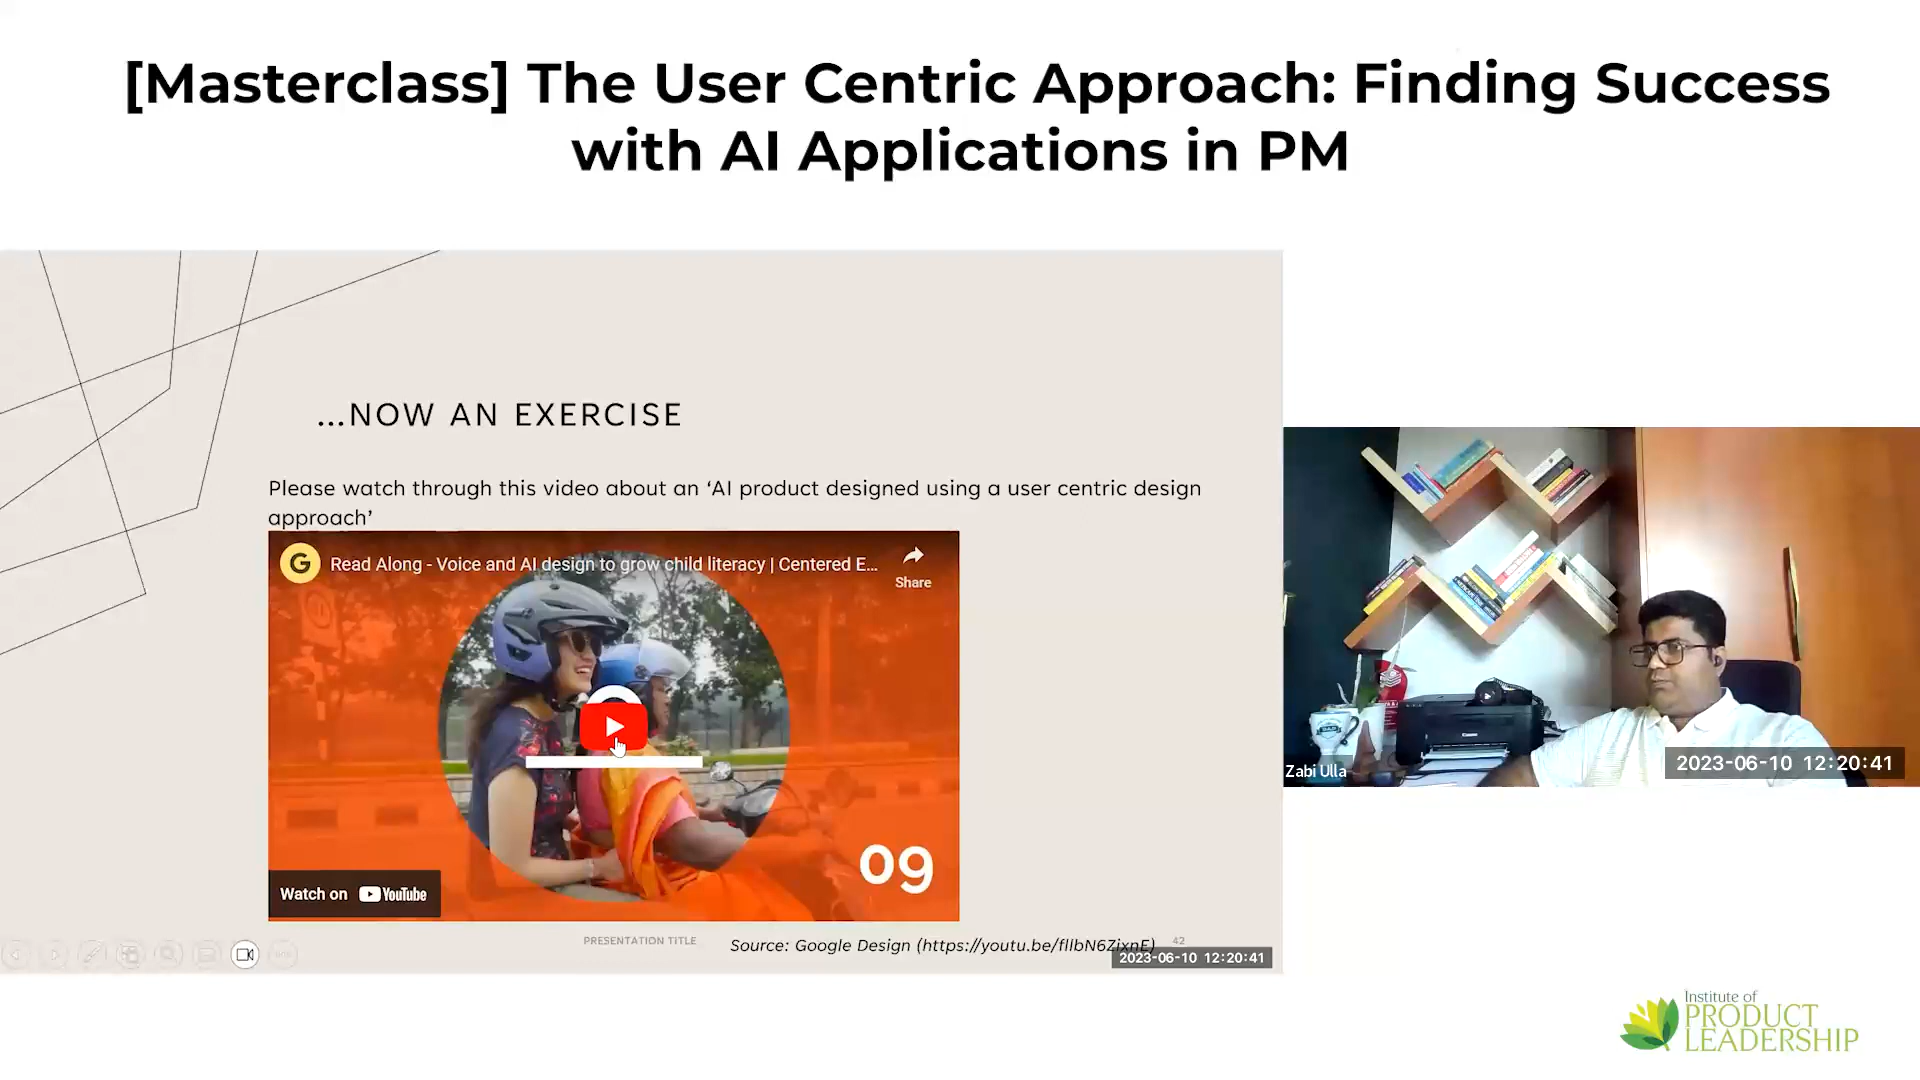 [Masterclass] The User Centric Approach: Finding Success
with AI Applications in PM
...NOW AN EXERCISE
Please watch through this video about an ‘AI product designed using a user centric design
approach’
G
Read Along - Voice and AI design to grow child literacy | Centered E...
Share
09
Watch on YouTube
PRESENTATION TITLE
Source: Google Design (https://youtu.be/fllbN6ZixnE)
42
2023-06-10 12:20:41
Zabi Ulla
2023-06-10 12:20:41
Institute of
PRODUCT
LEADERSHIP